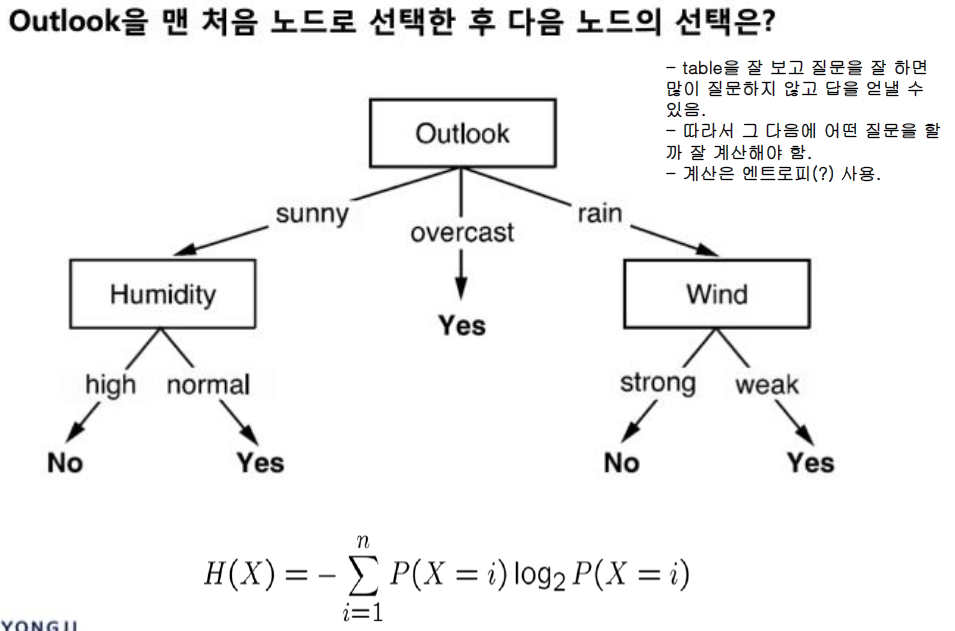 Outlook을 맨 처음 노드로 선택한 후 다음 노드의 선택은?
- table을 잘 보고 질문을 잘 하면
많이 질문하지 않고 답을 얻낼 수
있음.
- 따라서 그 다음에 어떤 질문을 할
까 잘 계산해야 함.
- 계산은 엔트로피(?) 사용.
Outlook
sunny
overcast
rain
Humidity
Yes
Wind
high normal
strong weak
No Yes
No Yes
H(X) = − ∑_{i=1}^{n} P(X = i) log₂ P(X = i)